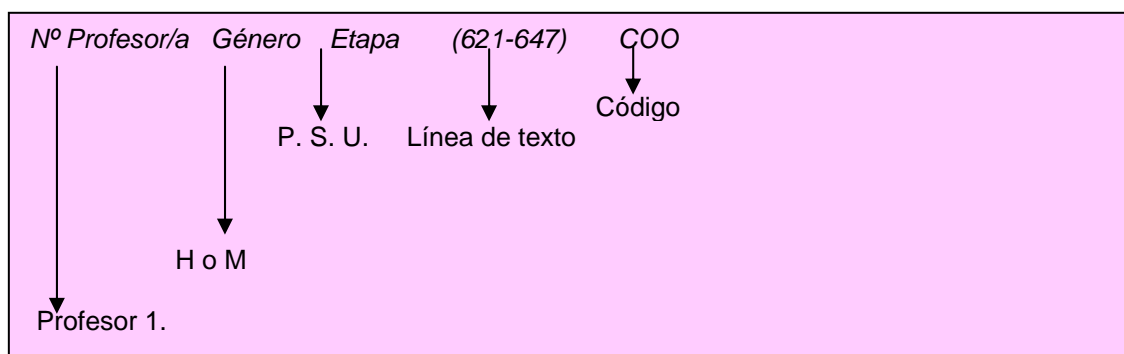 Nº Profesor/a Género Etapa (621-647) COO
Código
P. S. U. Línea de texto
H o M
Profesor 1.